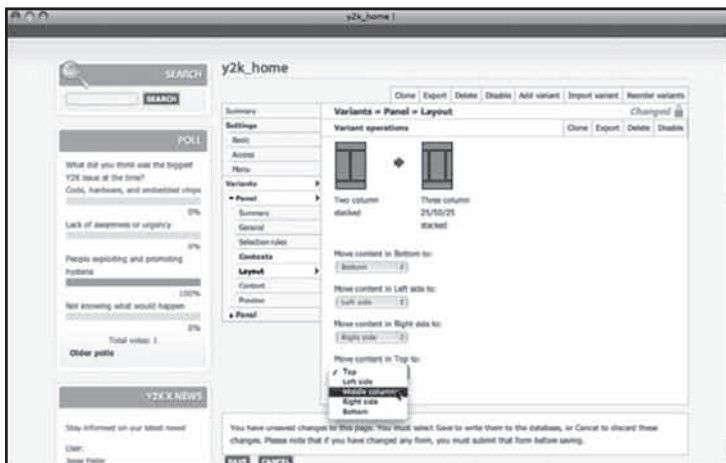 y2k_home |
SEARCH
SEARCH
POLL
What did you think was the biggest
Y2K issue at the time?
Code, hardware, and embedded chips
0%
Lack of awareness or urgency
0%
People exploiting and promoting
hysteria
100%
Not knowing what would happen
0%
Total votes: 1
Older polls
Y2K X NEWS
Stay informed on our latest news!
User:
y2k_home
Clone Export Delete Disable Add variant Import variant Reorder variants
Summary
Settings
Basic
Access
Menu
Variants
Panel
Summary
General
Selection rules
Contexts
Layout
Content
Preview
Panel
Variants » Panel » Layout
Changed
Variant operations
Clone Export Delete Disable
Two column
stacked
Three column
25/50/25
stacked
Move content in Bottom to:
Bottom
Move content in Left side to:
Left side
Move content in Right side to:
Right side
Move content in Top to:
✓ Top
Left side
Middle column
Right side
Bottom
You have unsaved changes to this page. You must select Save to write them to the database, or Cancel to discard these
changes. Please note that if you have changed any form, you must submit that form before saving.
SAVE CANCEL